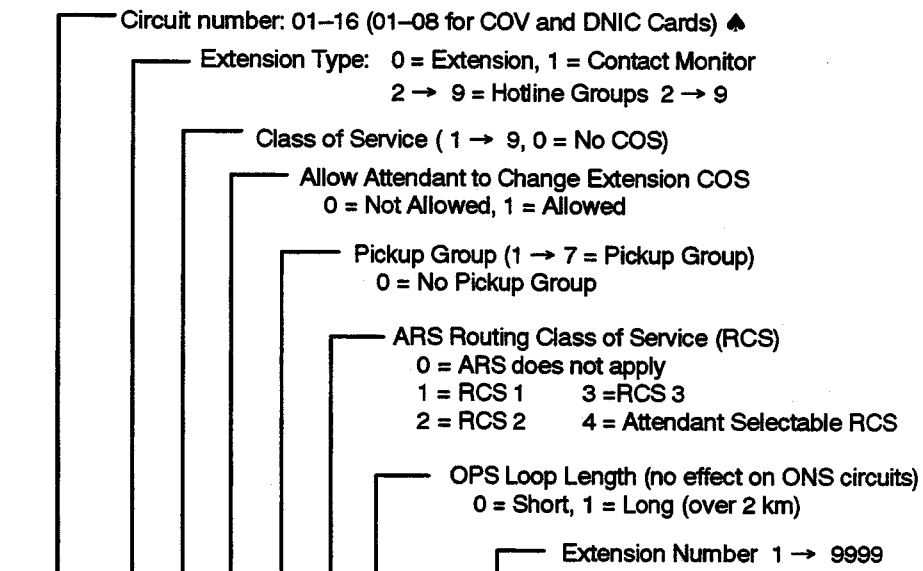 Circuit number: 01–16 (01–08 for COV and DNIC Cards) ♠
Extension Type: 0 = Extension, 1 = Contact Monitor
2 → 9 = Hotline Groups 2 → 9
Class of Service ( 1 → 9, 0 = No COS)
Allow Attendant to Change Extension COS
0 = Not Allowed, 1 = Allowed
Pickup Group (1 → 7 = Pickup Group)
0 = No Pickup Group
ARS Routing Class of Service (RCS)
0 = ARS does not apply
1 = RCS 1 3 =RCS 3
2 = RCS 2 4 = Attendant Selectable RCS
OPS Loop Length (no effect on ONS circuits)
0 = Short, 1 = Long (over 2 km)
Extension Number 1 → 9999